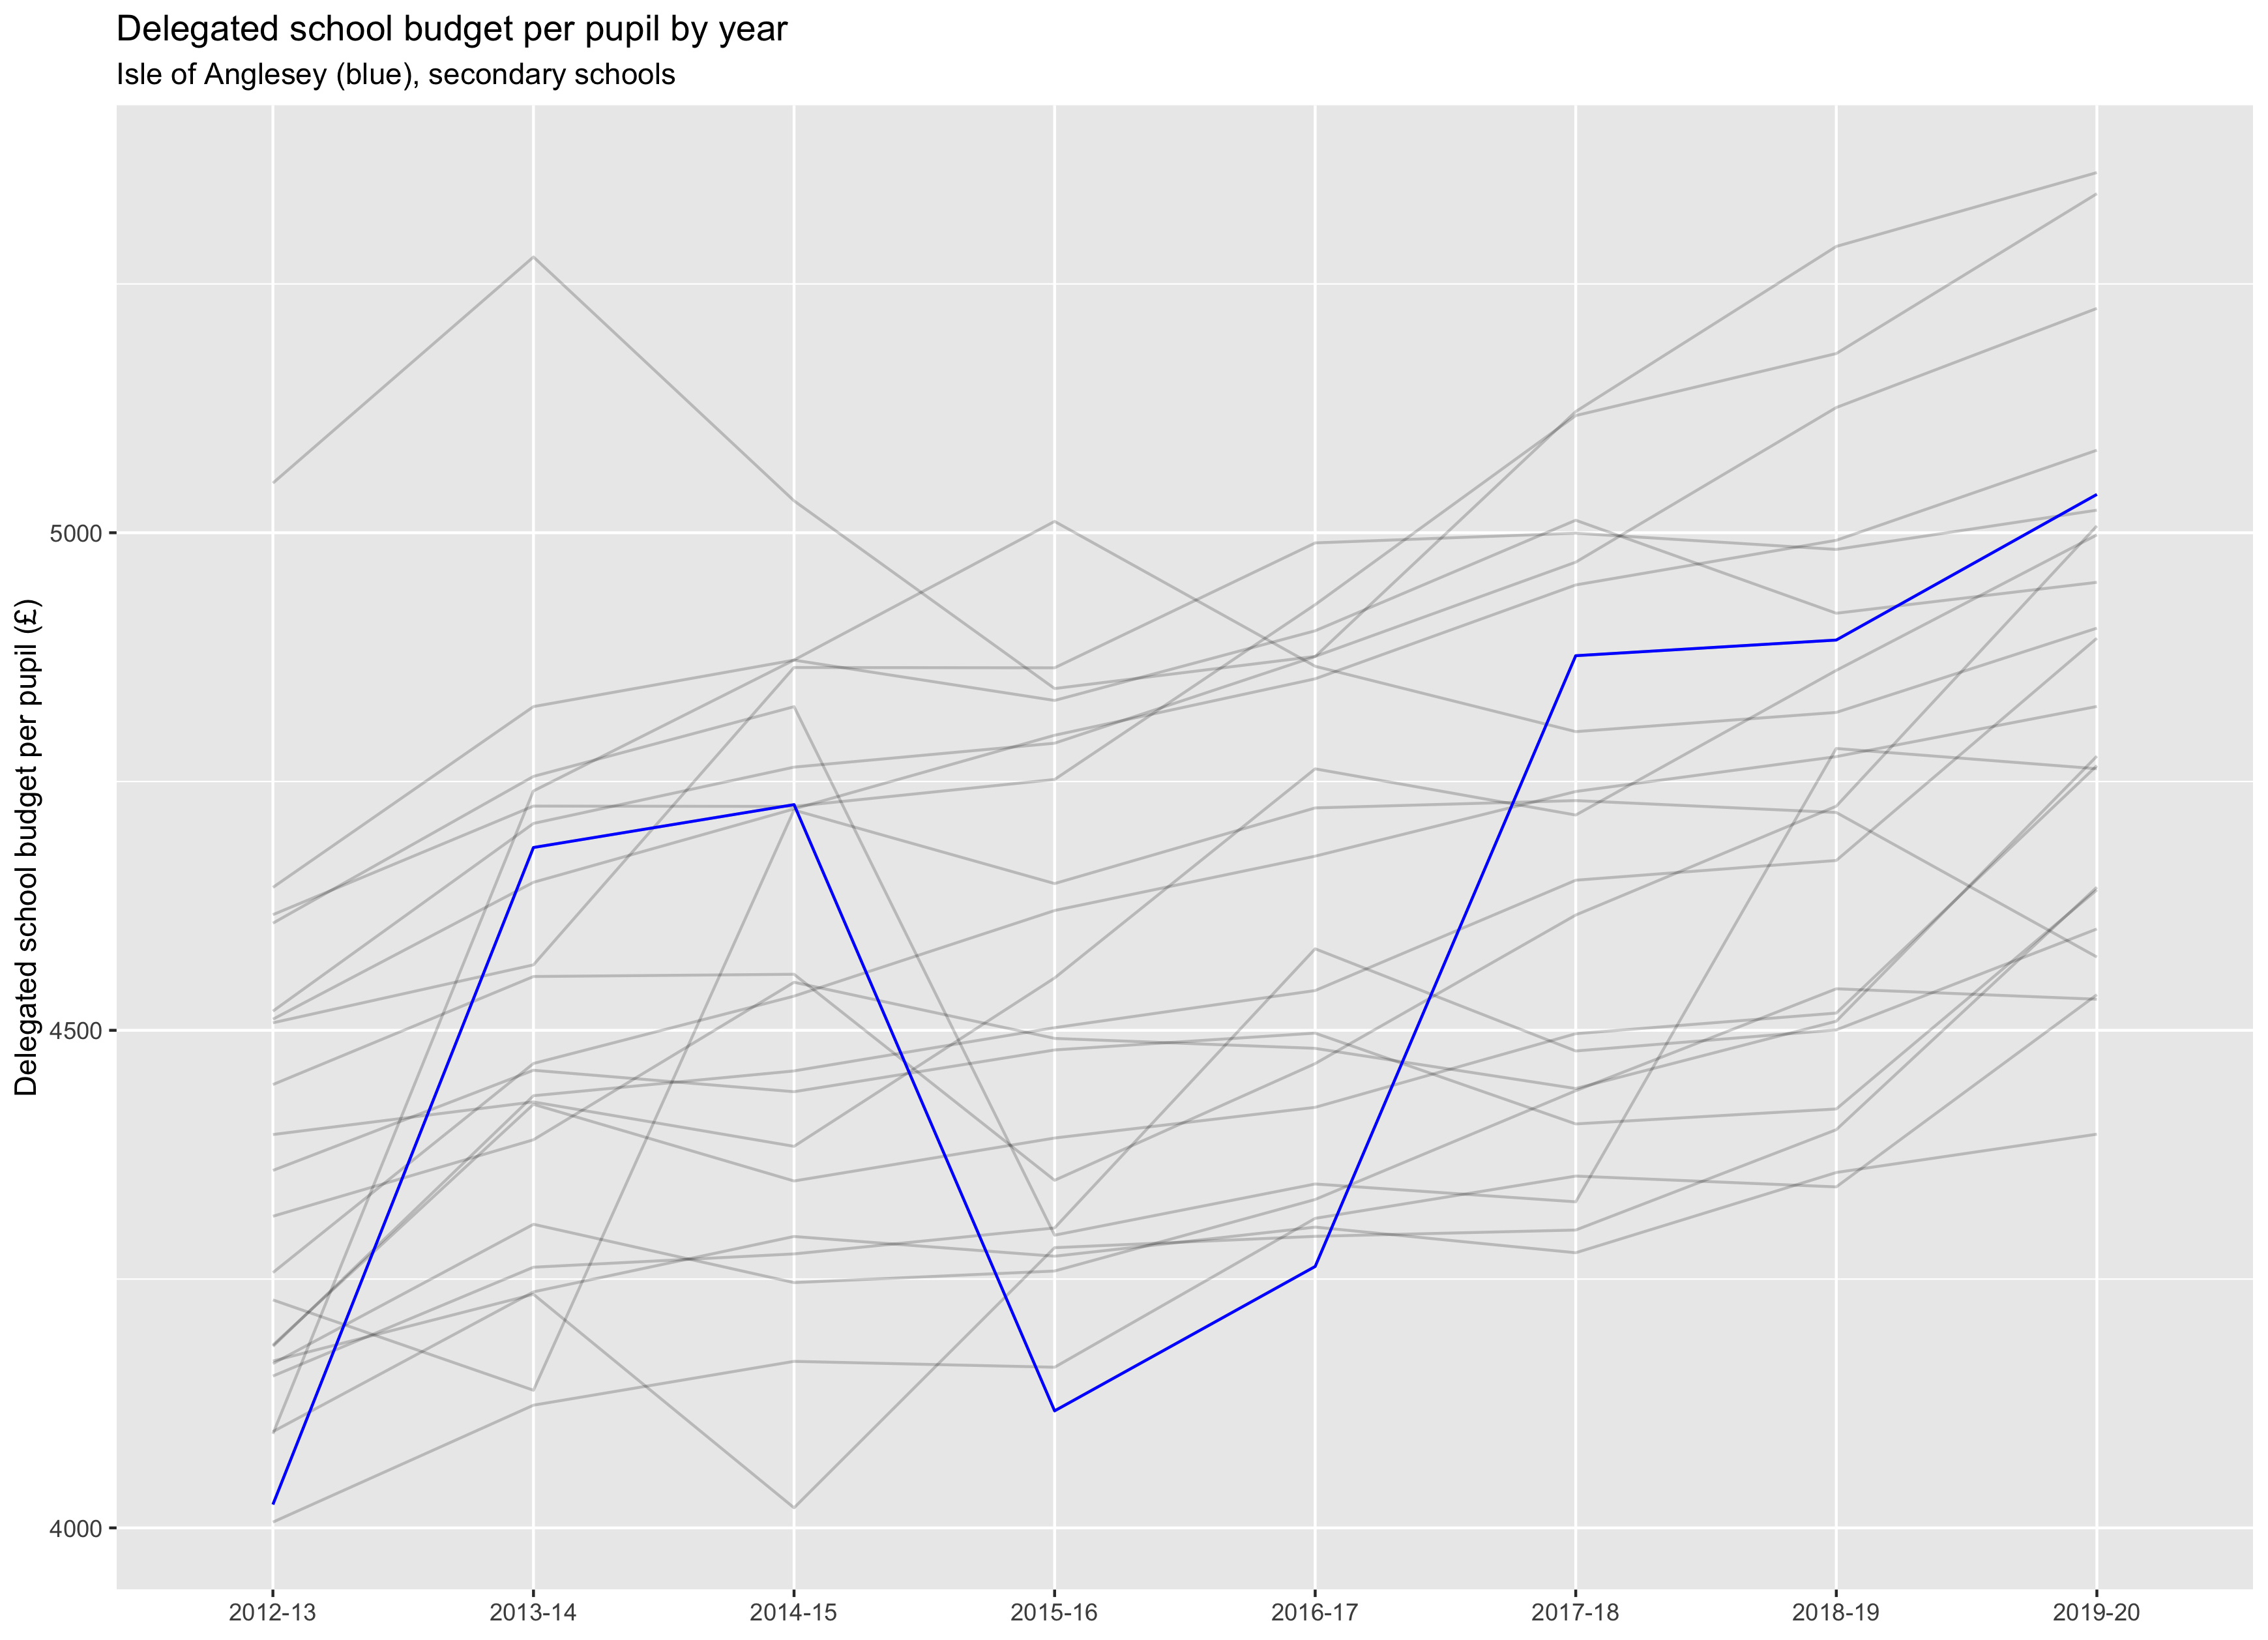 Delegated school budget per pupil by year
Isle of Anglesey (blue), secondary schools
Delegated school budget per pupil (£)
5000
4500
4000
2012-13 2013-14 2014-15 2015-16 2016-17 2017-18 2018-19 2019-20